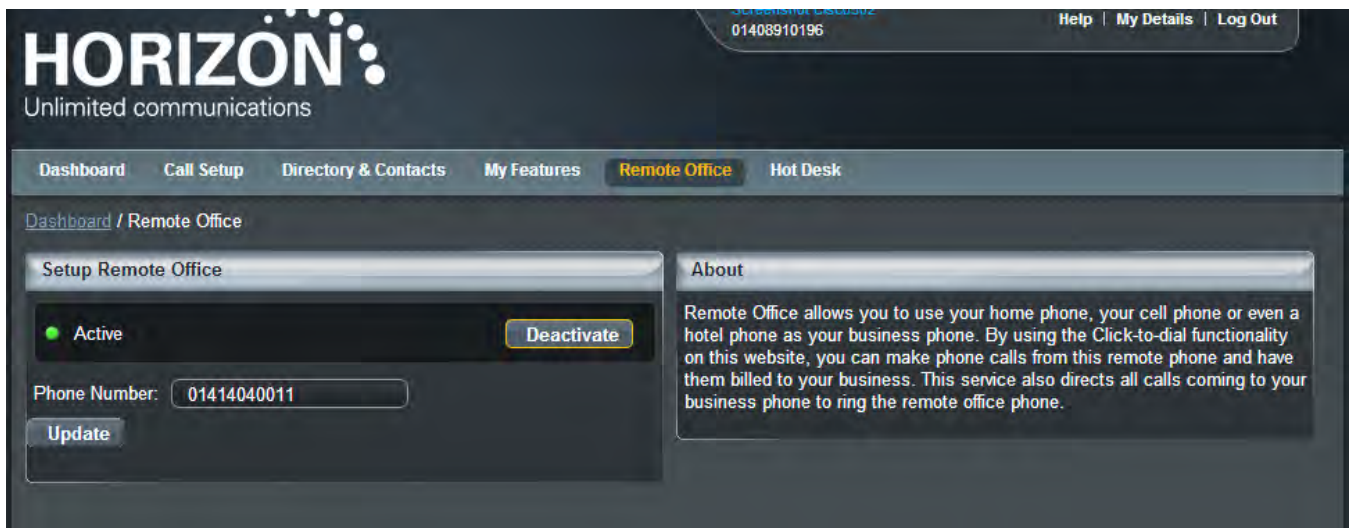 01408910196
Help | My Details | Log Out
HORIZON
Unlimited communications
Dashboard Call Setup Directory & Contacts My Features Remote Office Hot Desk
Dashboard / Remote Office
Setup Remote Office
Active
Deactivate
Phone Number: 01414040011
Update
About
Remote Office allows you to use your home phone, your cell phone or even a
hotel phone as your business phone. By using the Click-to-dial functionality
on this website, you can make phone calls from this remote phone and have
them billed to your business. This service also directs all calls coming to your
business phone to ring the remote office phone.